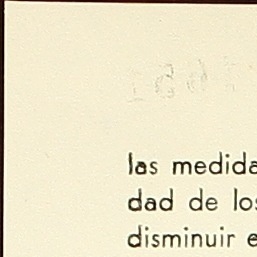 las medida
dad de los
disminuir e